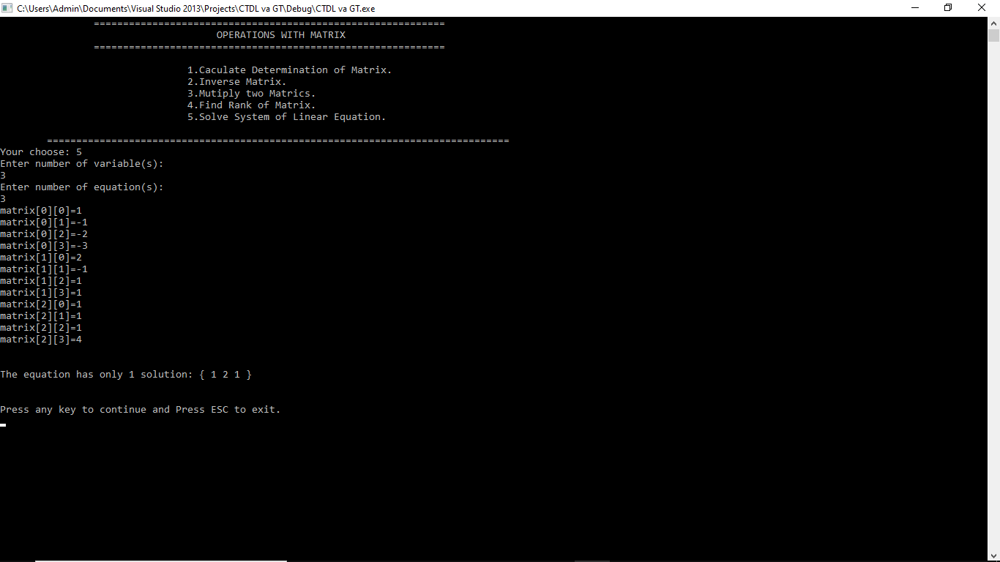 C:\Users\Admin\Documents\Visual Studio 2013\Projects\CTDL va GT\Debug\CTDL va GT.exe
============================================================
OPERATIONS WITH MATRIX
============================================================
1.Caculate Determination of Matrix.
2.Inverse Matrix.
3.Mutiply two Matrics.
4.Find Rank of Matrix.
5.Solve System of Linear Equation.
===============================================================================
Your choose: 5
Enter number of variable(s):
3
Enter number of equation(s):
3
matrix[0][0]=1
matrix[0][1]=-1
matrix[0][2]=-2
matrix[0][3]=-3
matrix[1][0]=2
matrix[1][1]=-1
matrix[1][2]=1
matrix[1][3]=1
matrix[2][0]=1
matrix[2][1]=1
matrix[2][2]=1
matrix[2][3]=4
The equation has only 1 solution: { 1 2 1 }
Press any key to continue and Press ESC to exit.